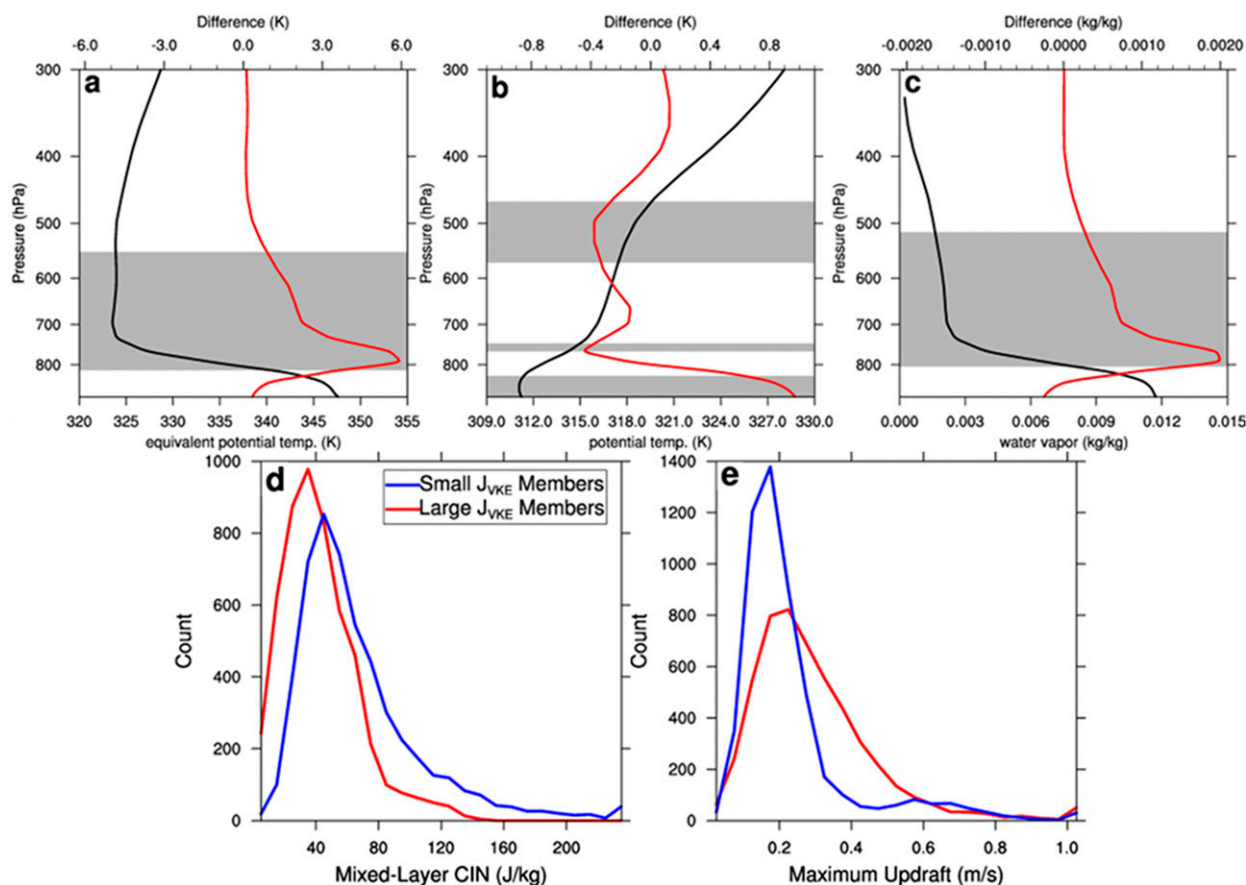 Difference (K)
-6.0 -3.0 0.0 3.0 6.0
a
300
400
500
600
700
800
Pressure (hPa)
320 325 330 335 340 345 350 355
equivalent potential temp. (K)
Difference (K)
-0.8 -0.4 0.0 0.4 0.8
b
300
400
500
600
700
800
Pressure (hPa)
309.0 312.0 315.0 318.0 321.0 324.0 327.0 330.0
potential temp. (K)
Difference (kg/kg)
-0.0020 -0.0010 0.0000 0.0010 0.0020
c
300
400
500
600
700
800
Pressure (hPa)
0.000 0.003 0.006 0.009 0.012 0.015
water vapor (kg/kg)
d
Small JVKE Members
Large JVKE Members
1000
800
600
400
200
0
Count
40 80 120 160 200
Mixed-Layer CIN (J/kg)
e
1400
1200
1000
800
600
400
200
0
Count
0.2 0.4 0.6 0.8 1.0
Maximum Updraft (m/s)